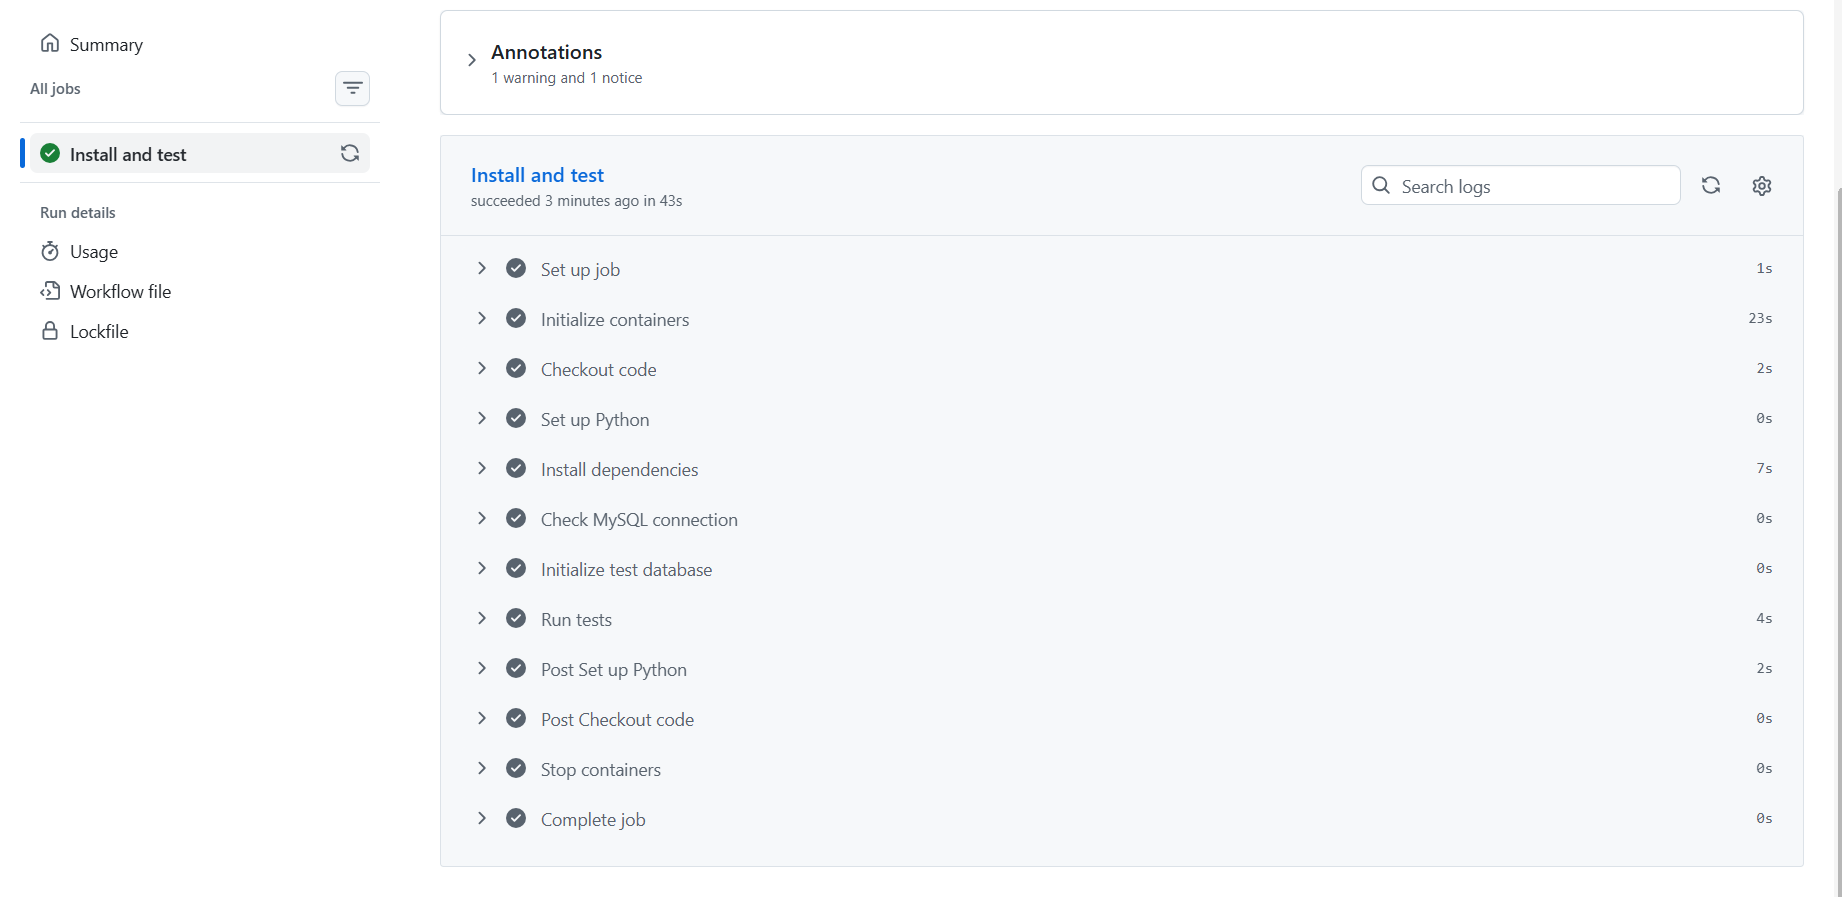 Summary
All jobs
Install and test
Run details
Usage
Workflow file
Lockfile
Annotations
1 warning and 1 notice
Install and test
succeeded 3 minutes ago in 43s
Search logs
Set up job 1s
Initialize containers 23s
Checkout code 2s
Set up Python 0s
Install dependencies 7s
Check MySQL connection 0s
Initialize test database 0s
Run tests 4s
Post Set up Python 2s
Post Checkout code 0s
Stop containers 0s
Complete job 0s